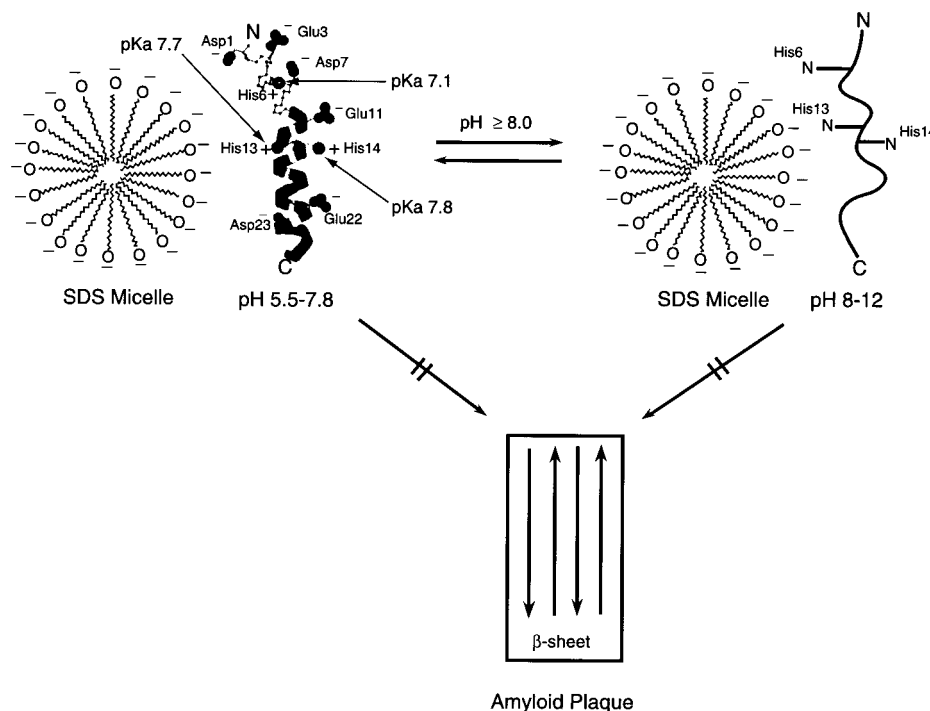 N
Glu3
Asp1
pKa 7.7
Asp7
pKa 7.1
His6+
Glu11
His13 +
+ His14
pKa 7.8
Asp23
Glu22
C
SDS Micelle
pH 5.5-7.8
pH ≥ 8.0
N
His6
N
His13
N
N
His14
C
SDS Micelle
pH 8-12
O O O O O O O O O O O O O O O O O O
β-sheet
Amyloid Plaque